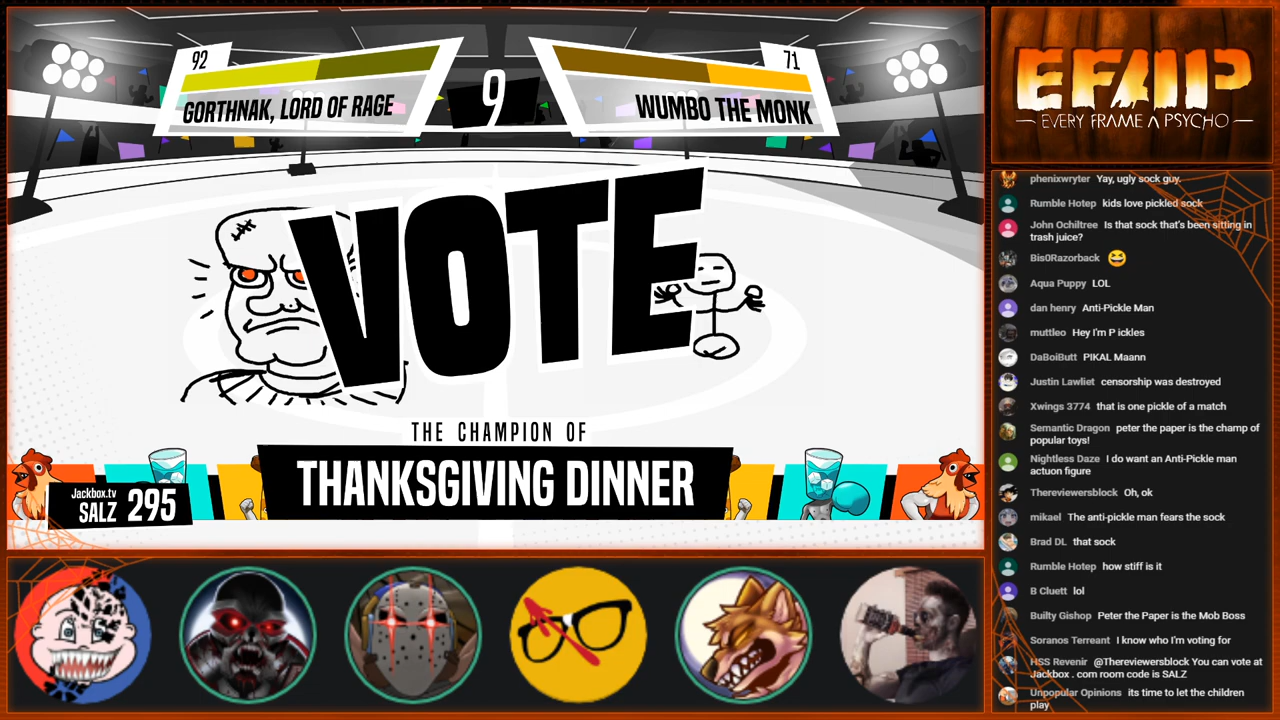 92
GORTHNAK, LORD OF RAGE
9
71
WUMBO THE MONK
VOTE
THE CHAMPION OF
THANKSGIVING DINNER
Jackbox.tv
SALZ 295
EFAP
EVERY FRAME A PSYCHO
phenixwryter Yay, ugly sock guy.
Rumble Hotep kids love pickled sock
John Ochiltree Is that sock that's been sitting in
trash juice?
Bis0Razorback 😆
Aqua Puppy LOL
dan henry Anti-Pickle Man
muttleo Hey I'm P ickles
DaBoiButt PIKAL Maann
Justin Lawliet censorship was destroyed
Xwings 3774 that is one pickle of a match
Semantic Dragon peter the paper is the champ of
popular toys!
Nightless Daze I do want an Anti-Pickle man
actuon figure
Thereviewersblock Oh, ok
mikael The anti-pickle man fears the sock
Brad DL that sock
Rumble Hotep how stiff is it
B Cluett lol
Builty Gishop Peter the Paper is the Mob Boss
Soranos Terreant I know who I'm voting for
HSS Revenir @Thereviewersblock You can vote at
Jackbox . com room code is SALZ
Unpopular Opinions its time to let the children
play